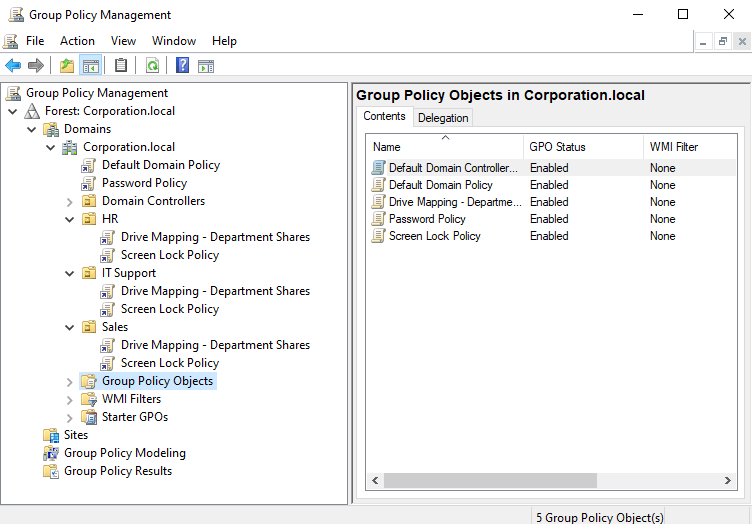 Group Policy Management
File Action View Window Help
Group Policy Management
Forest: Corporation.local
Domains
Corporation.local
Default Domain Policy
Password Policy
Domain Controllers
HR
Drive Mapping - Department Shares
Screen Lock Policy
IT Support
Drive Mapping - Department Shares
Screen Lock Policy
Sales
Drive Mapping - Department Shares
Screen Lock Policy
Group Policy Objects
WMI Filters
Starter GPOs
Sites
Group Policy Modeling
Group Policy Results
Group Policy Objects in Corporation.local
Contents Delegation
Name GPO Status WMI Filter
Default Domain Controller... Enabled None
Default Domain Policy Enabled None
Drive Mapping - Departme... Enabled None
Password Policy Enabled None
Screen Lock Policy Enabled None
5 Group Policy Object(s)